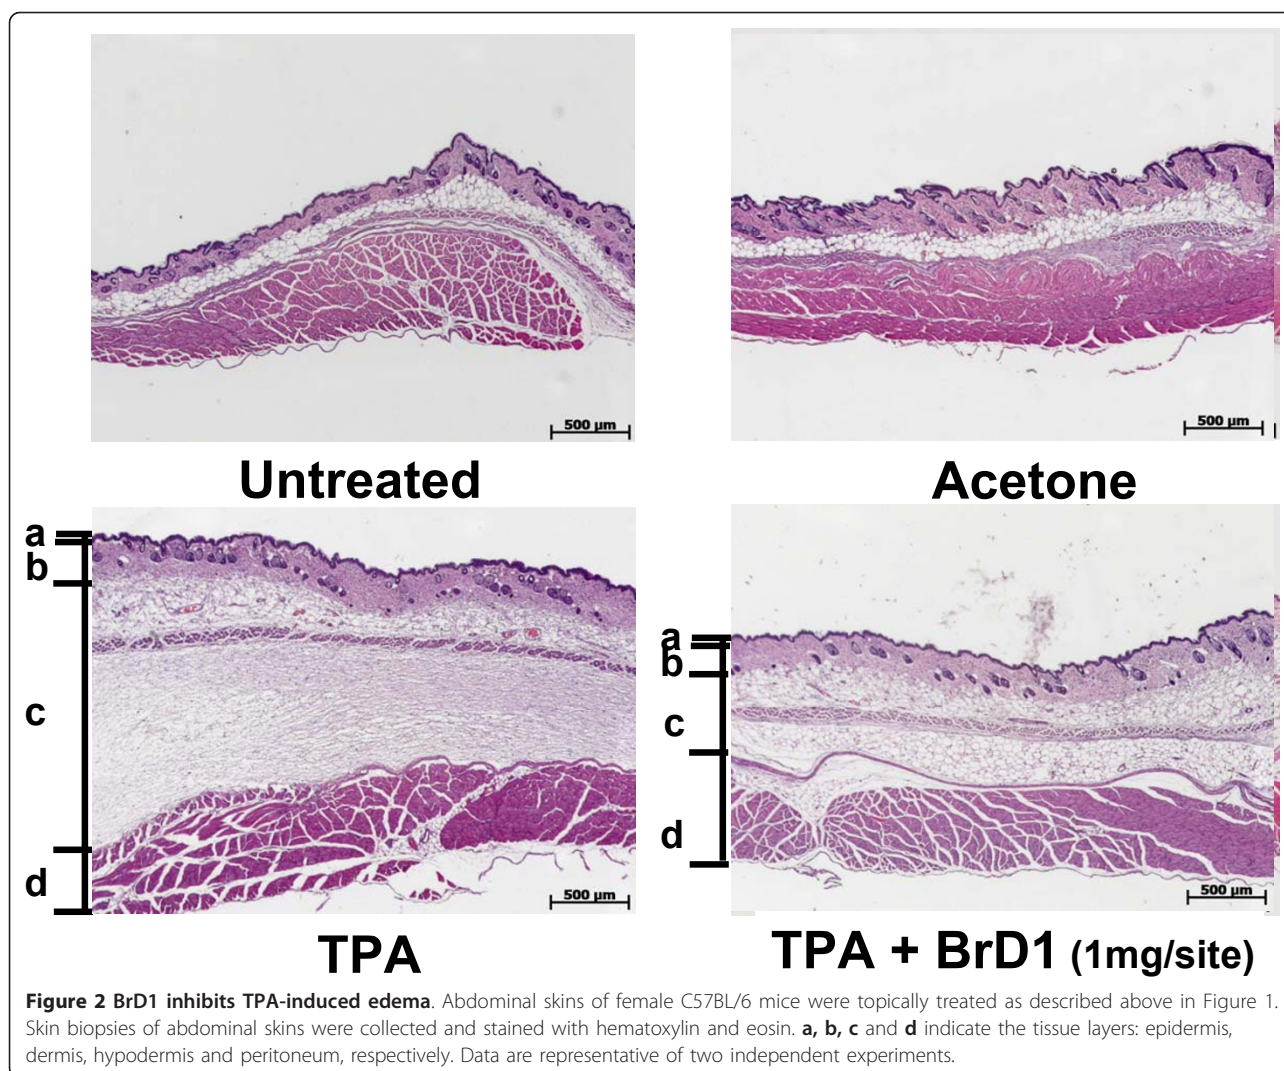 500 µm
500 µm
Untreated
Acetone
a
b
c
d
500 µm
a
b
c
d
500 µm
TPA
TPA + BrD1 (1mg/site)
Figure 2 BrD1 inhibits TPA-induced edema. Abdominal skins of female C57BL/6 mice were topically treated as described above in Figure 1.
Skin biopsies of abdominal skins were collected and stained with hematoxylin and eosin. a, b, c and d indicate the tissue layers: epidermis,
dermis, hypodermis and peritoneum, respectively. Data are representative of two independent experiments.